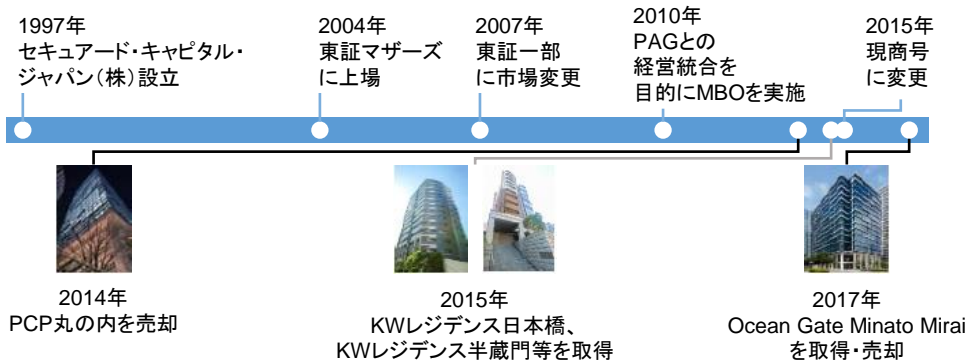 1997年
セキュアード・キャピタル・
ジャパン（株）設立
2004年
東証マザーズ
に上場
2007年
東証一部
に市場変更
2010年
PAGとの
経営統合を
目的にMBOを実施
2015年
現商号
に変更
2014年
PCP丸の内を売却
2015年
KWレジデンス日本橋、
KWレジデンス半蔵門等を取得
2017年
Ocean Gate Minato Mirai
を取得・売却